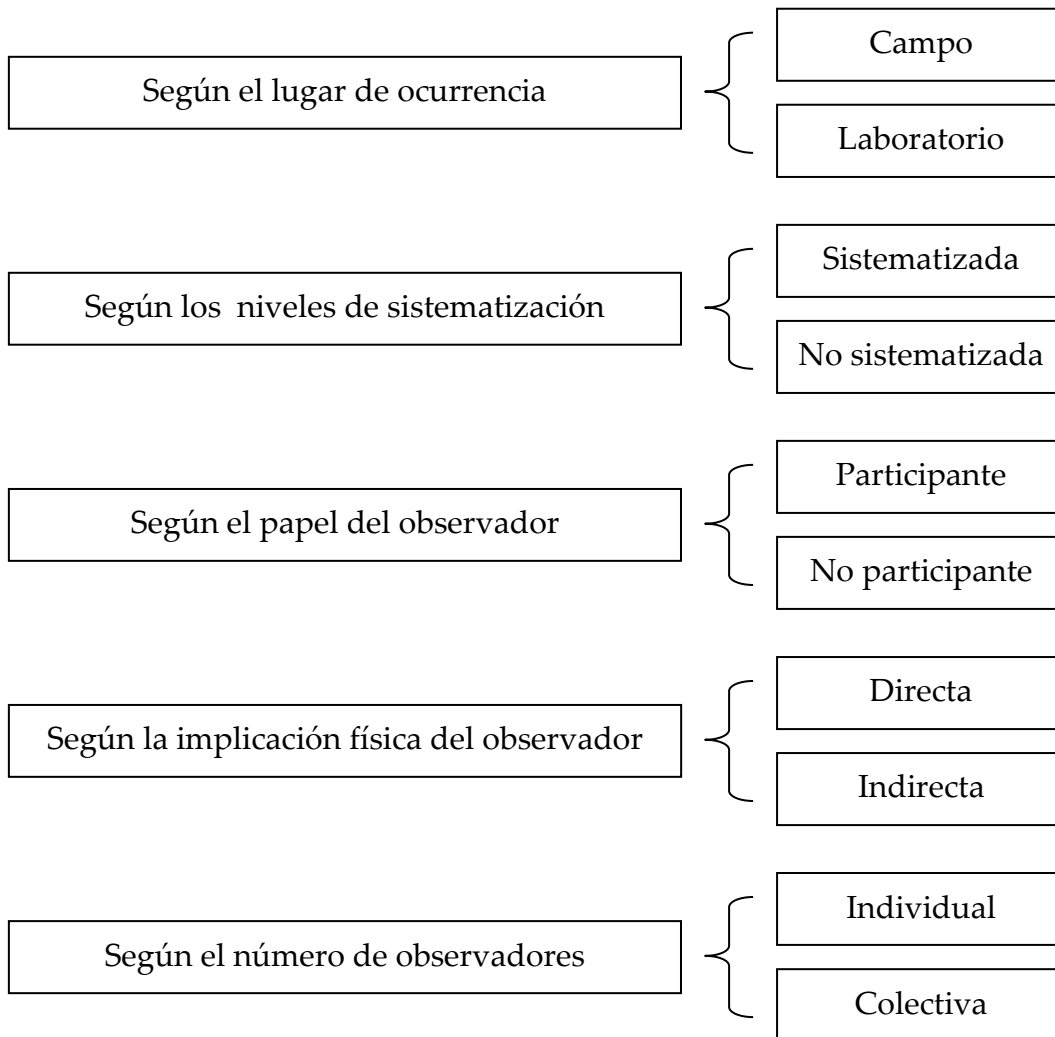 Según el lugar de ocurrencia
Campo
Laboratorio
Según los  niveles de sistematización
Sistematizada
No sistematizada
Según el papel del observador
Participante
No participante
Según la implicación física del observador
Directa
Indirecta
Según el número de observadores
Individual
Colectiva